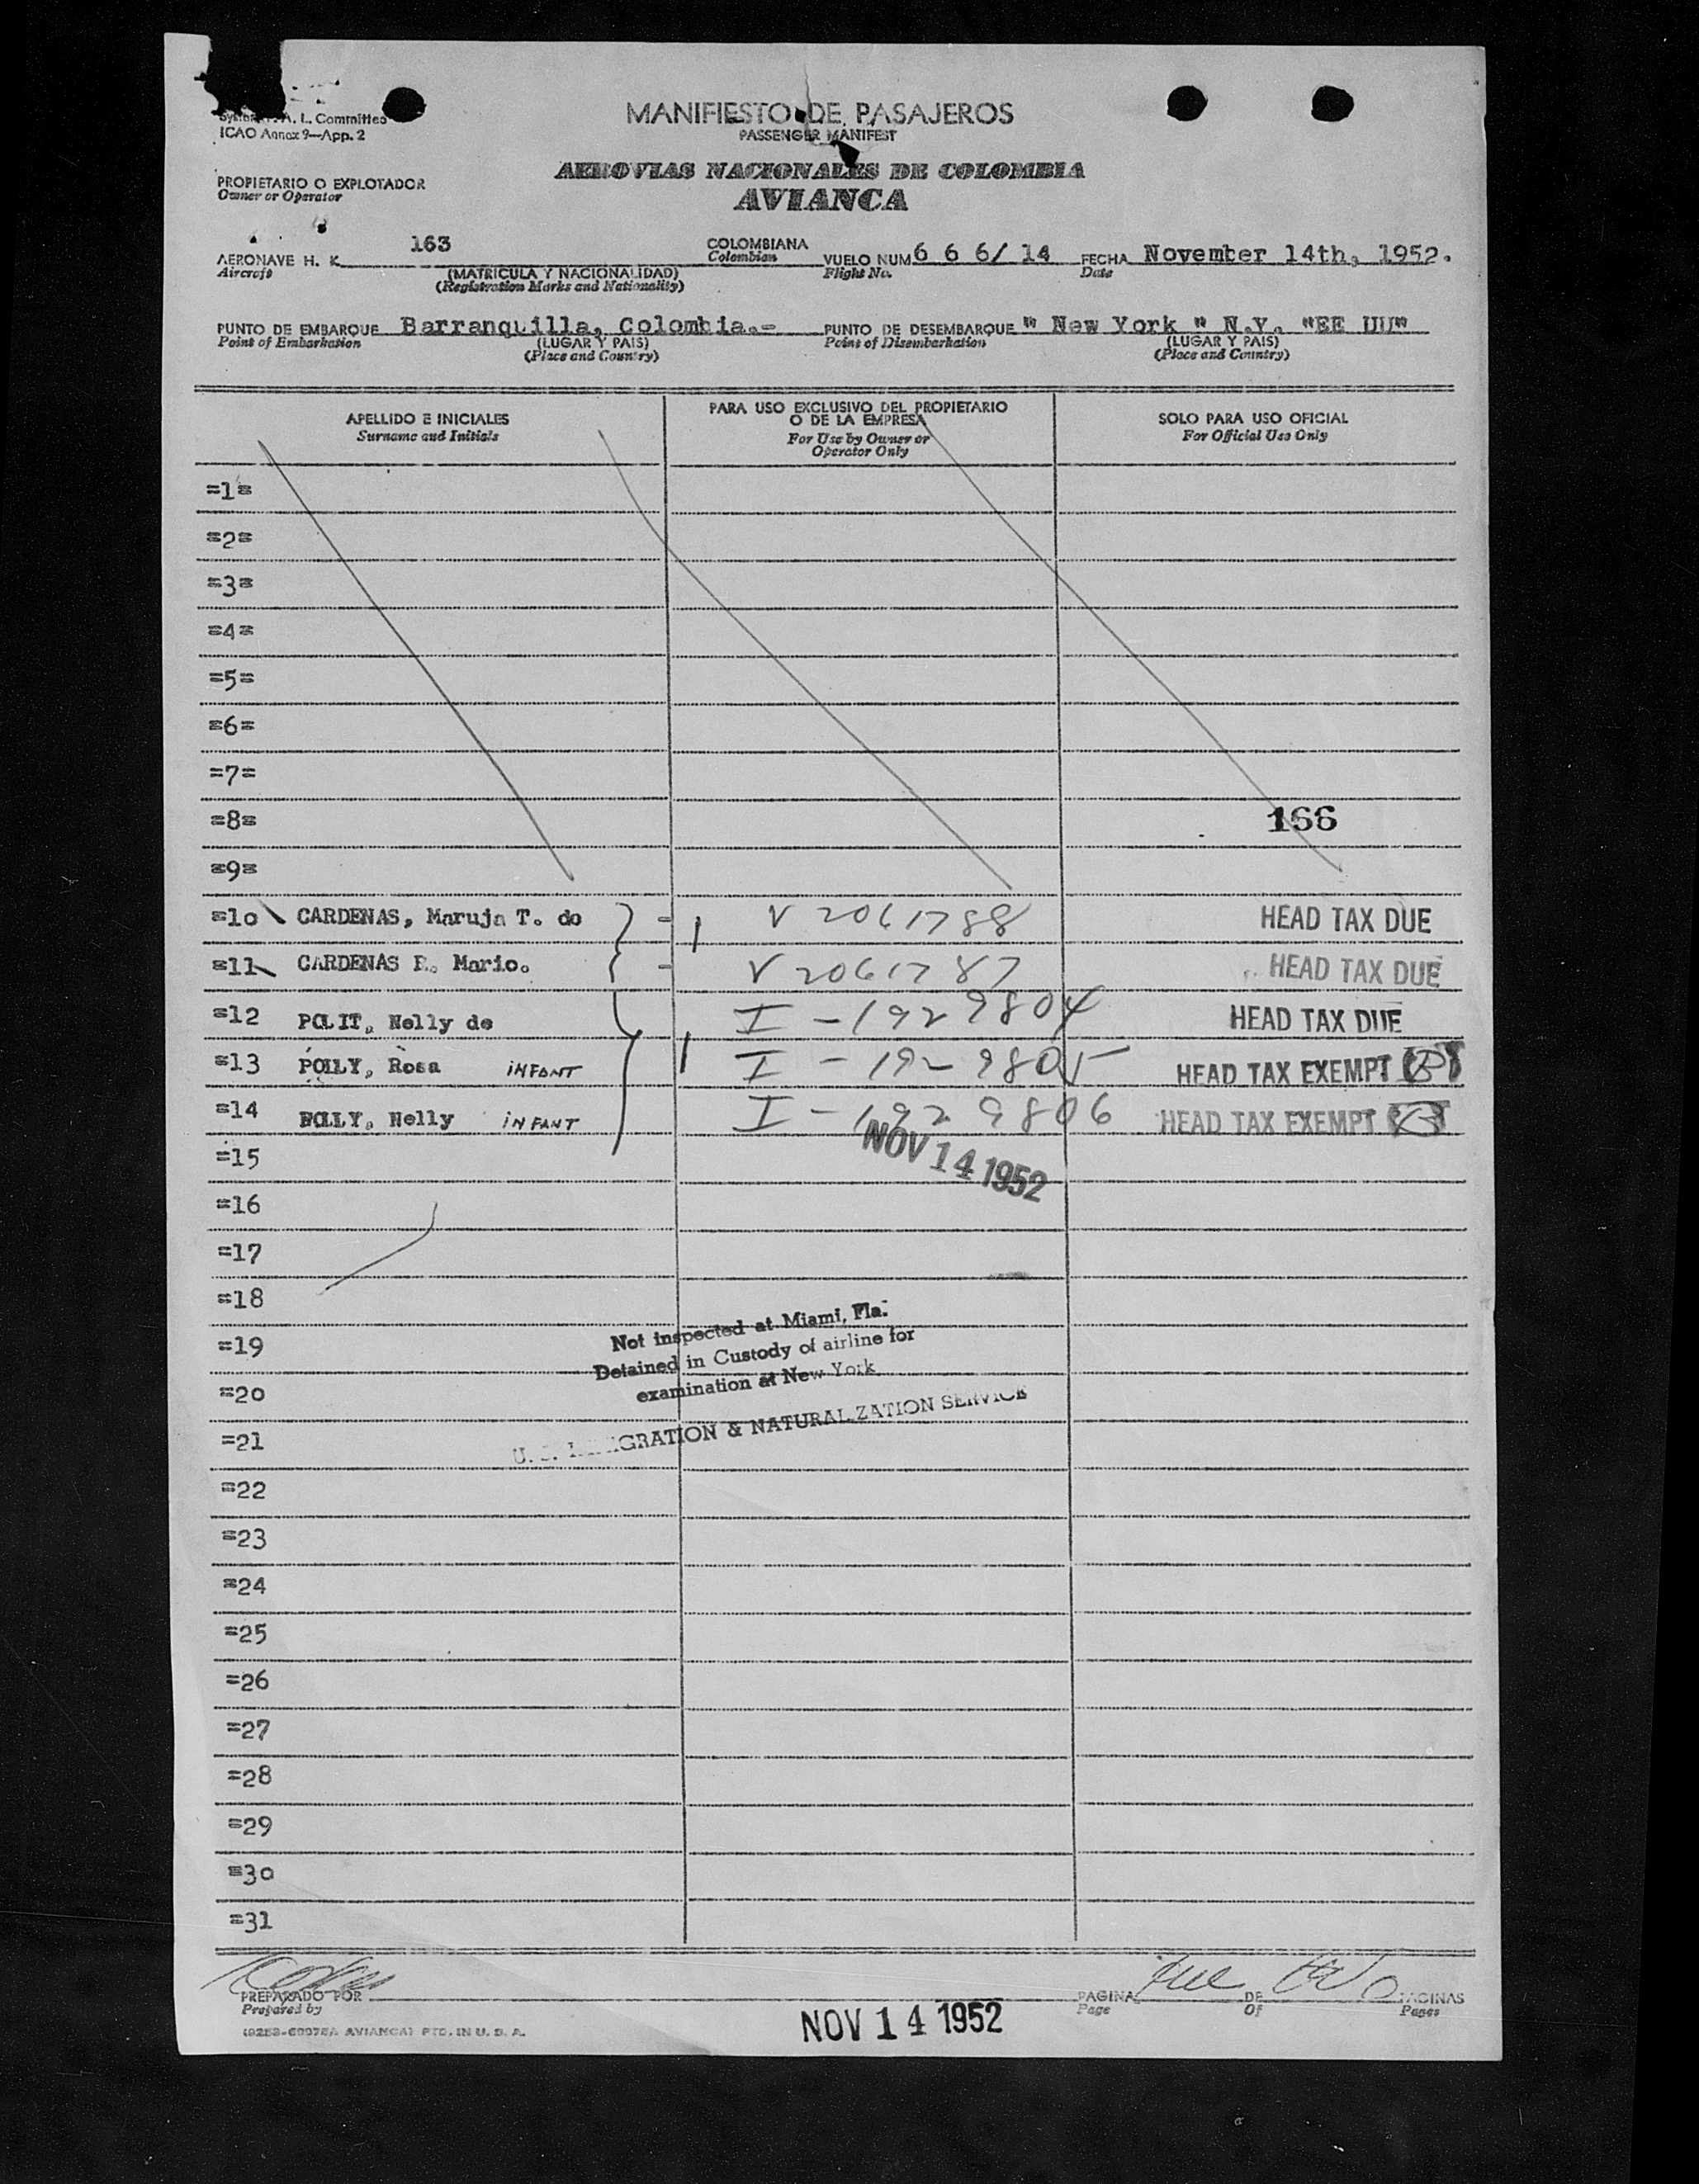 System A. L. Committee
ICAO Annex 9—App. 2
MANIFIESTO DE PASAJEROS
PASSENGER MANIFEST
AEROVIAS NACIONALES DE COLOMBIA
AVIANCA
PROPIETARIO O EXPLOTADOR
Owner or Operator
AERONAVE H. K. 163 COLOMBIANA VUELO NUM 6 6 6/ 14 FECHA November 14th, 1952.
Aircraft (MATRICULA Y NACIONALIDAD) Colombian Flight No. Date
(Registration Marks and Nationality)
PUNTO DE EMBARQUE Barranquilla, Colombia.- PUNTO DE DESEMBARQUE " New York " N.Y. "EE UU"
Point of Embarkation (LUGAR Y PAIS) Point of Disembarkation (LUGAR Y PAIS)
(Place and Country) (Place and Country)
APELLIDO E INICIALES PARA USO EXCLUSIVO DEL PROPIETARIO O DE LA EMPRESA SOLO PARA USO OFICIAL
Surname and Initials For Use by Owner or Operator Only For Official Use Only
=1=
=2=
=3=
=4=
=5=
=6=
=7=
=8= 166
=9=
=10 CARDENAS, Maruja T. de - V 2061788 HEAD TAX DUE
=11 CARDENAS R. Mario. - V 2061787 HEAD TAX DUE
=12 POLIT, Nelly de I - 1929804 HEAD TAX DUE
=13 POLLY, Rosa INFANT I - 1929805 HEAD TAX EXEMPT
=14 POLLY, Nelly INFANT I - 1929806 HEAD TAX EXEMPT
NOV 14 1952
=15
=16
=17
=18
=19
=20
=21
Not inspected at Miami, Fla.
Detained in Custody of airline for
examination at New York
U. S. IMMIGRATION & NATURALIZATION SERVICE
=22
=23
=24
=25
=26
=27
=28
=29
=30
=31
PREPARADO POR PAGINA DE PAGINAS
Prepared by Page Of Pages
AVIANCA) PTD. IN U. S. A.
NOV 14 1952